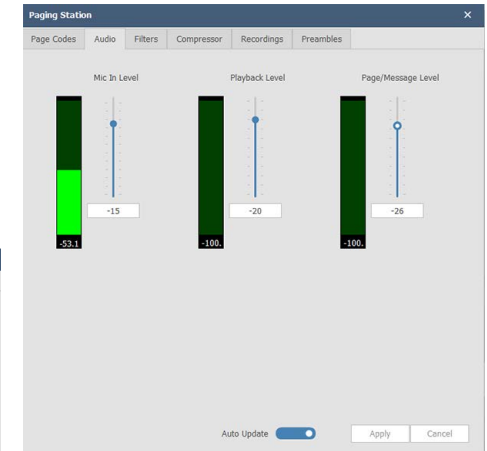 Paging Station
Page Codes Audio Filters Compressor Recordings Preambles
Mic In Level Playback Level Page/Message Level
-15 -20 -26
-53.1 -100. -100.
Auto Update Apply Cancel